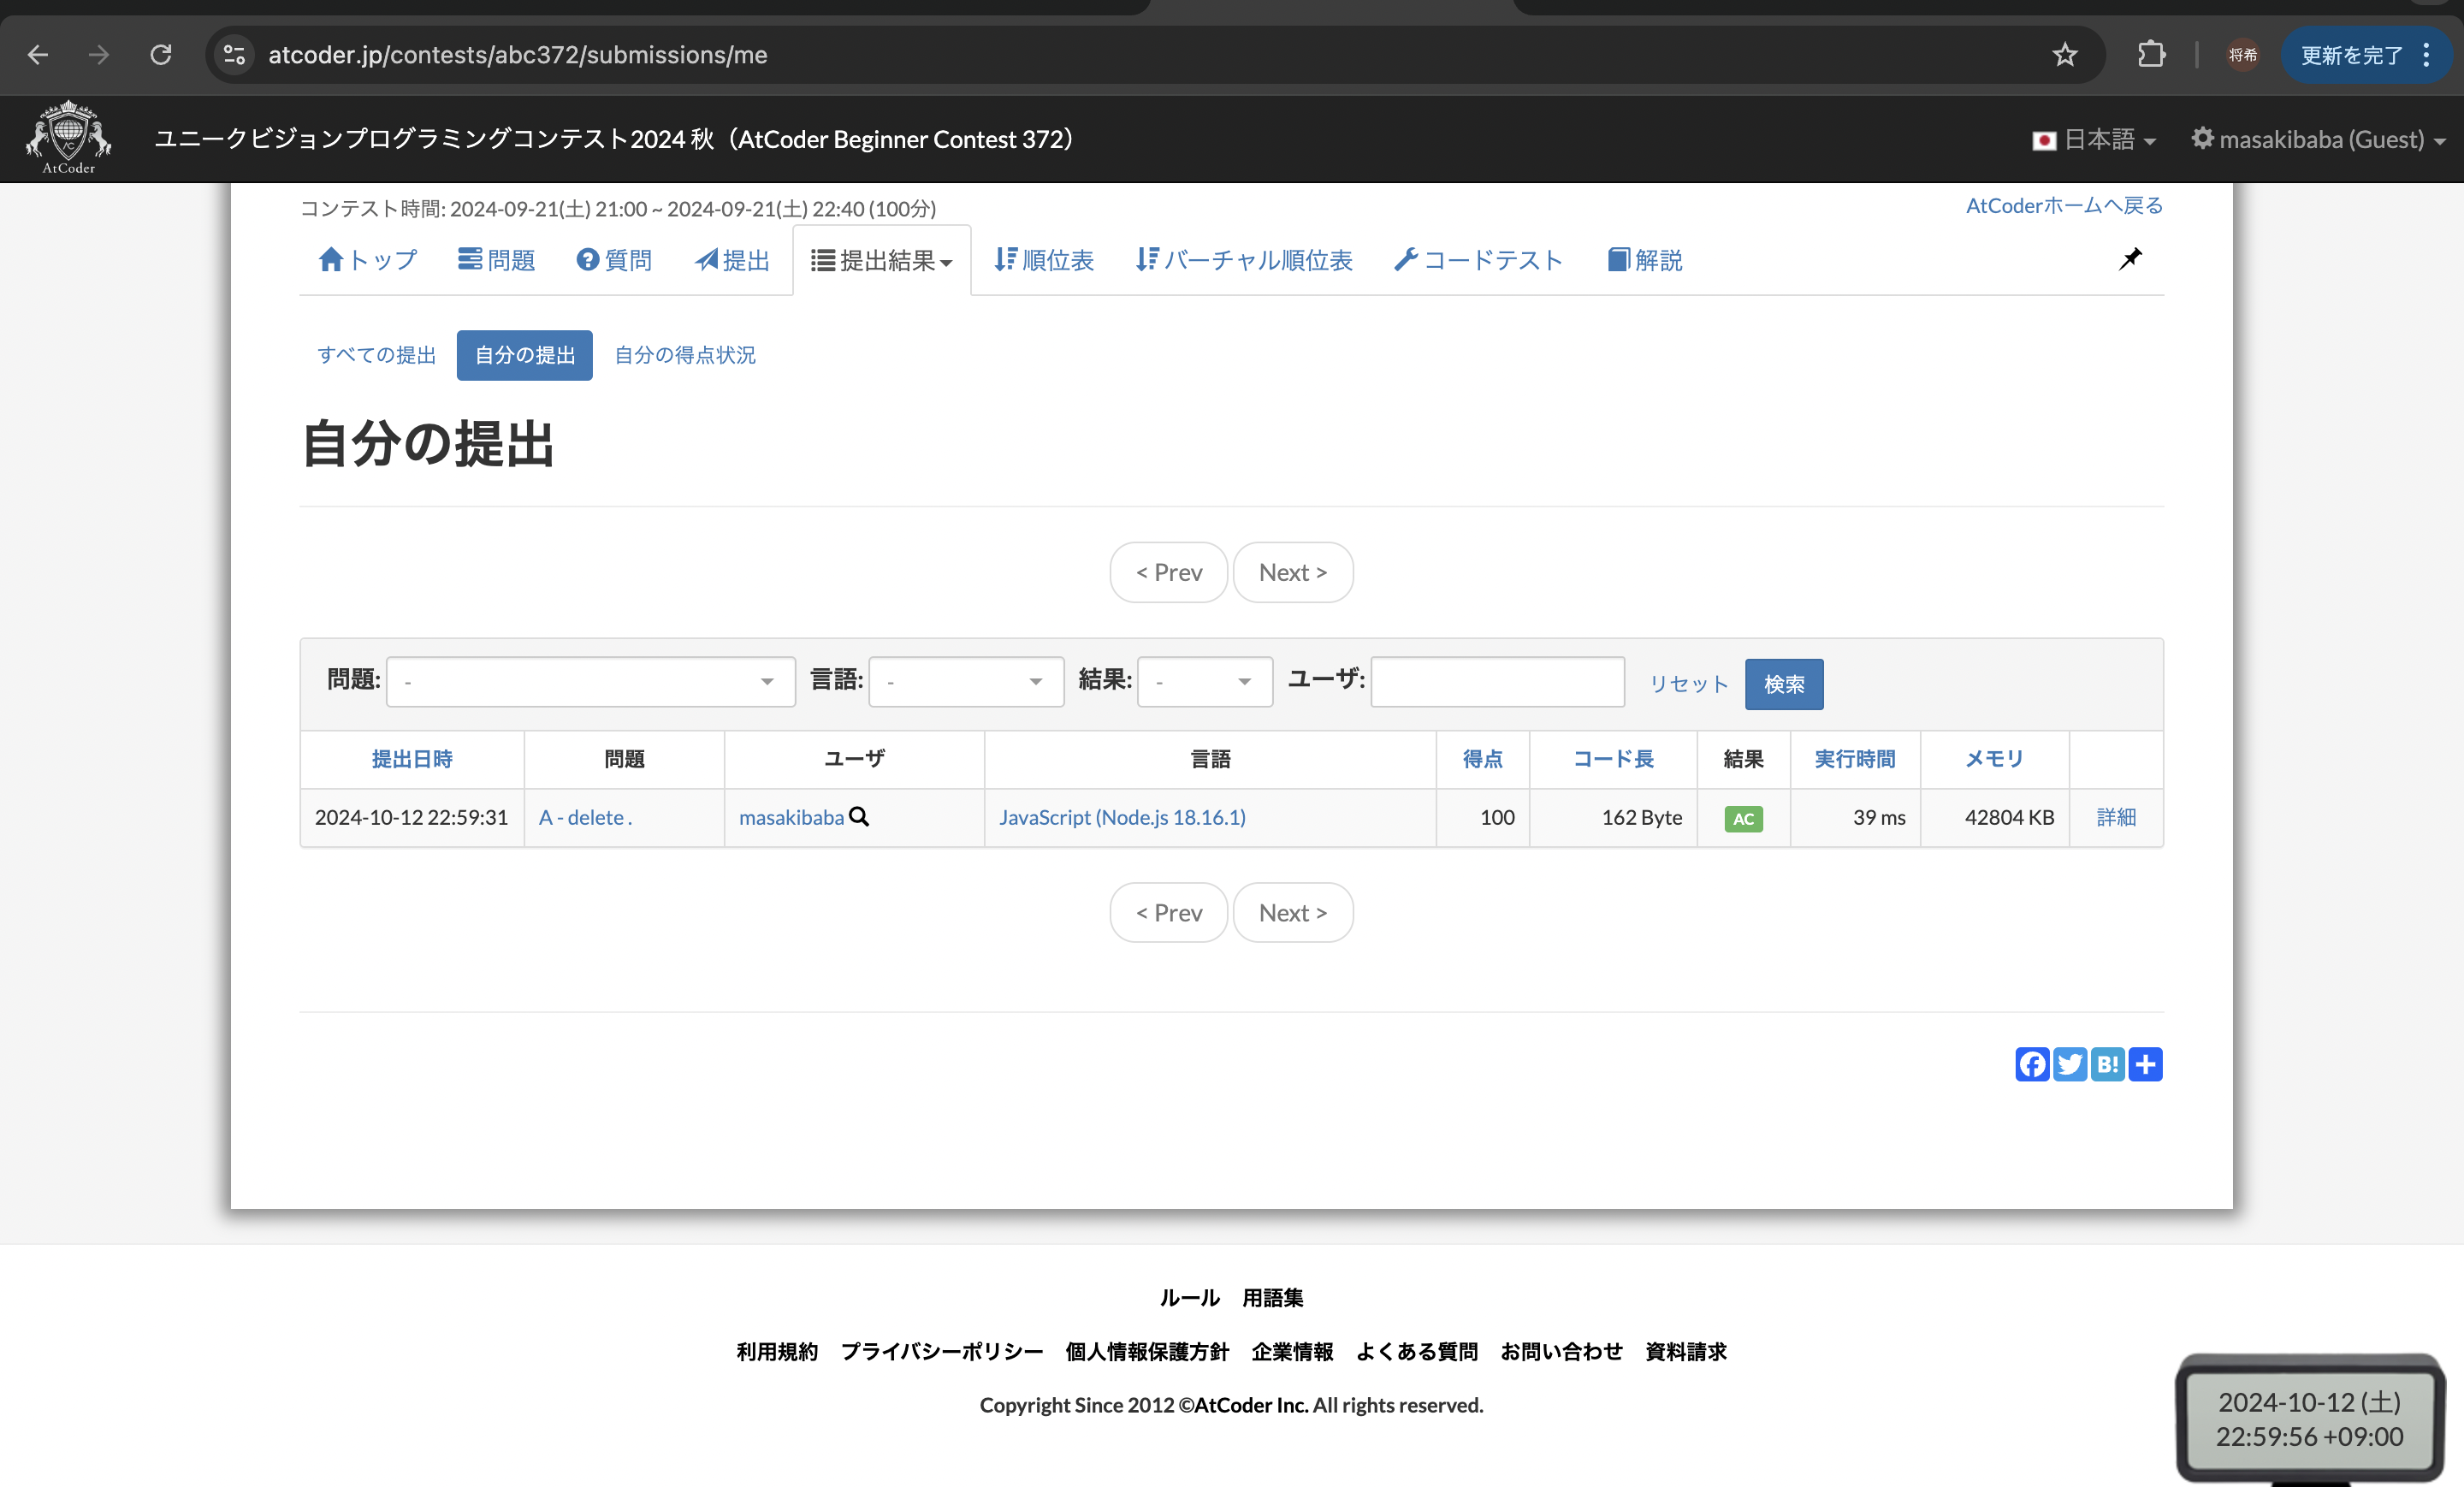 atcoder.jp/contests/abc372/submissions/me
将希
更新を完了
AtCoder
ユニークビジョンプログラミングコンテスト2024 秋（AtCoder Beginner Contest 372）
日本語
masakibaba (Guest)
コンテスト時間: 2024-09-21(土) 21:00 ~ 2024-09-21(土) 22:40 (100分)
AtCoderホームへ戻る
トップ 問題 質問 提出 提出結果 順位表 バーチャル順位表 コードテスト 解説
すべての提出 自分の提出 自分の得点状況
自分の提出
< Prev Next >
問題: - 言語: - 結果: - ユーザ: リセット 検索
提出日時 問題 ユーザ 言語 得点 コード長 結果 実行時間 メモリ
2024-10-12 22:59:31 A - delete . masakibaba JavaScript (Node.js 18.16.1) 100 162 Byte AC 39 ms 42804 KB 詳細
< Prev Next >
B!
ルール 用語集
利用規約 プライバシーポリシー 個人情報保護方針 企業情報 よくある質問 お問い合わせ 資料請求
Copyright Since 2012 ©AtCoder Inc. All rights reserved.
2024-10-12 (土)
22:59:56 +09:00